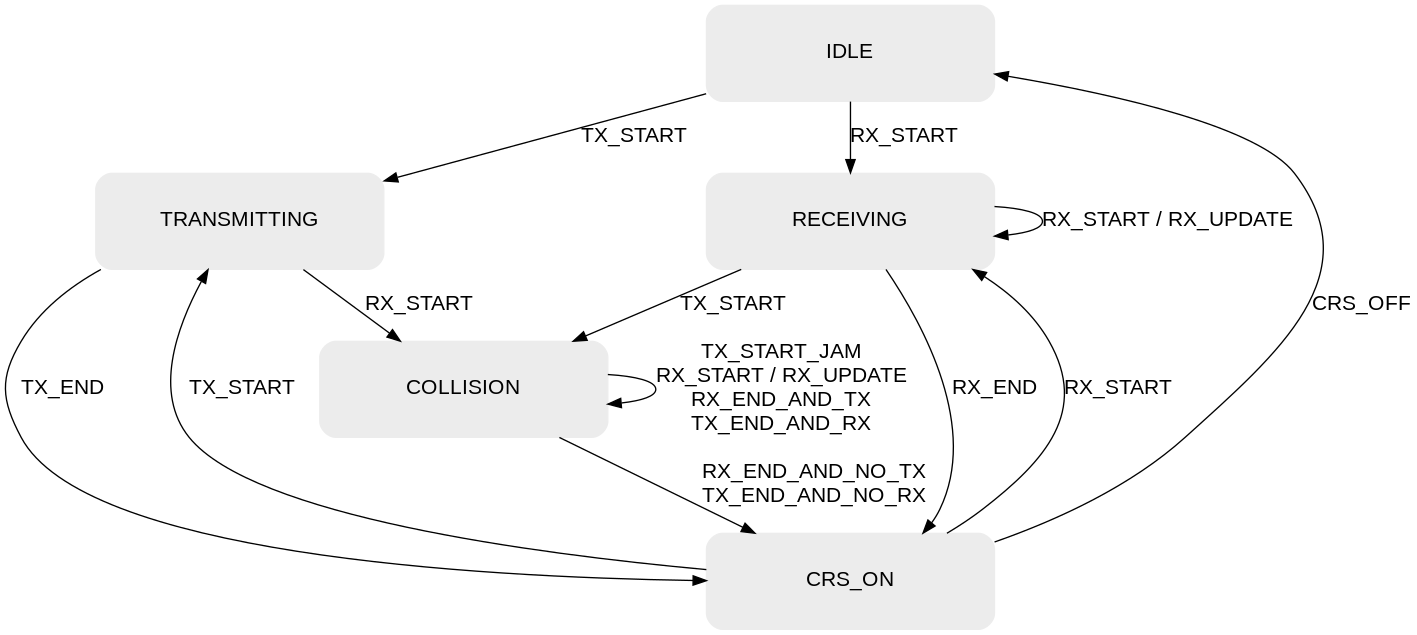 IDLE
TX_START
RX_START
TRANSMITTING
RECEIVING
RX_START / RX_UPDATE
RX_START
TX_START
CRS_OFF
TX_START_JAM
RX_START / RX_UPDATE
RX_END_AND_TX
TX_END_AND_RX
TX_END
TX_START
COLLISION
RX_END
RX_START
RX_END_AND_NO_TX
TX_END_AND_NO_RX
CRS_ON